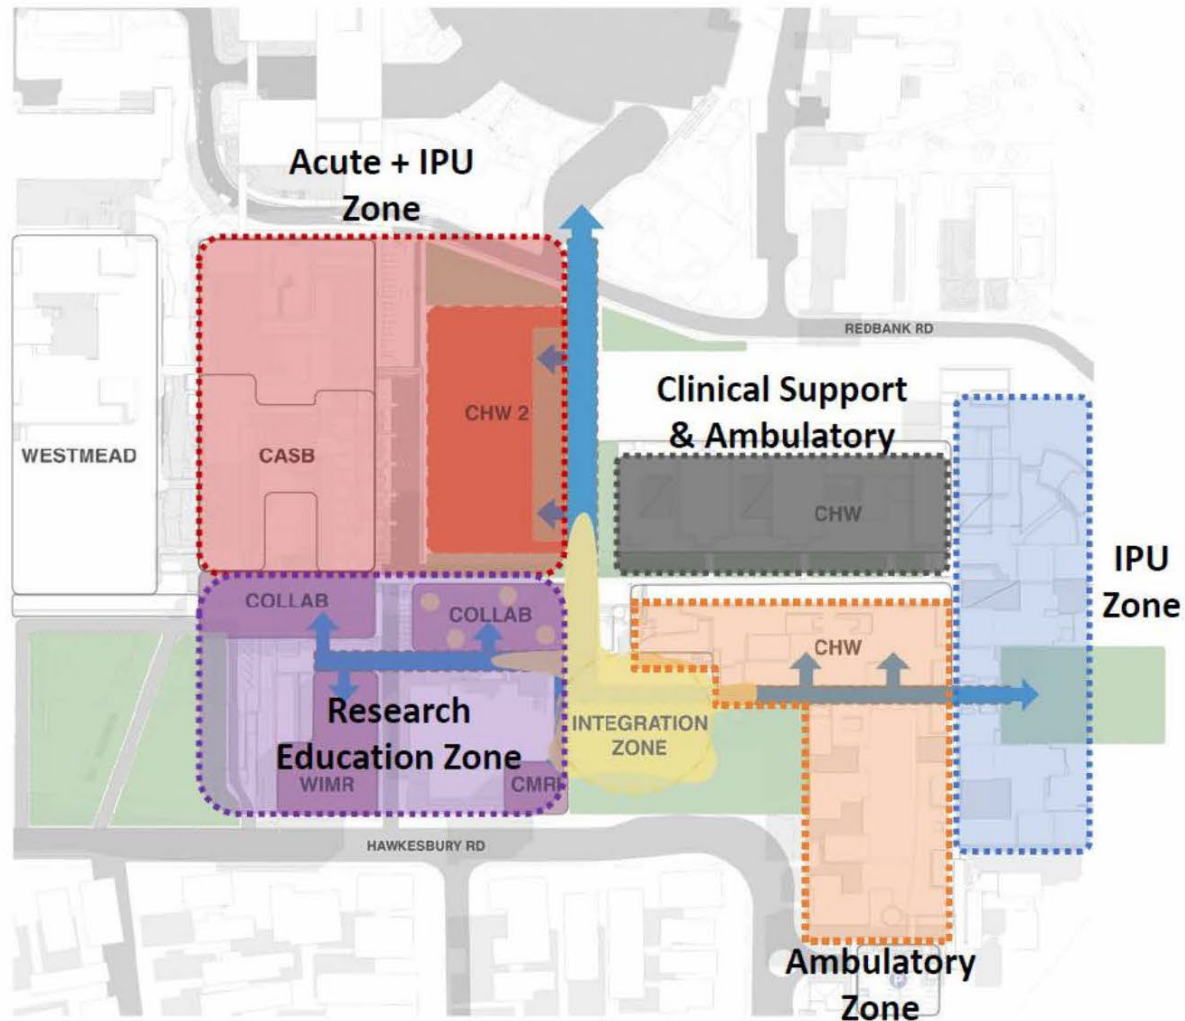 Acute + IPU
Zone
REDBANK RD
Clinical Support
& Ambulatory
CHW 2
WESTMEAD
CASB
CHW
IPU
Zone
COLLAB
COLLAB
CHW
Research
Education Zone
INTEGRATION
ZONE
WIMR
CMRI
HAWKESBURY RD
Ambulatory
Zone
P